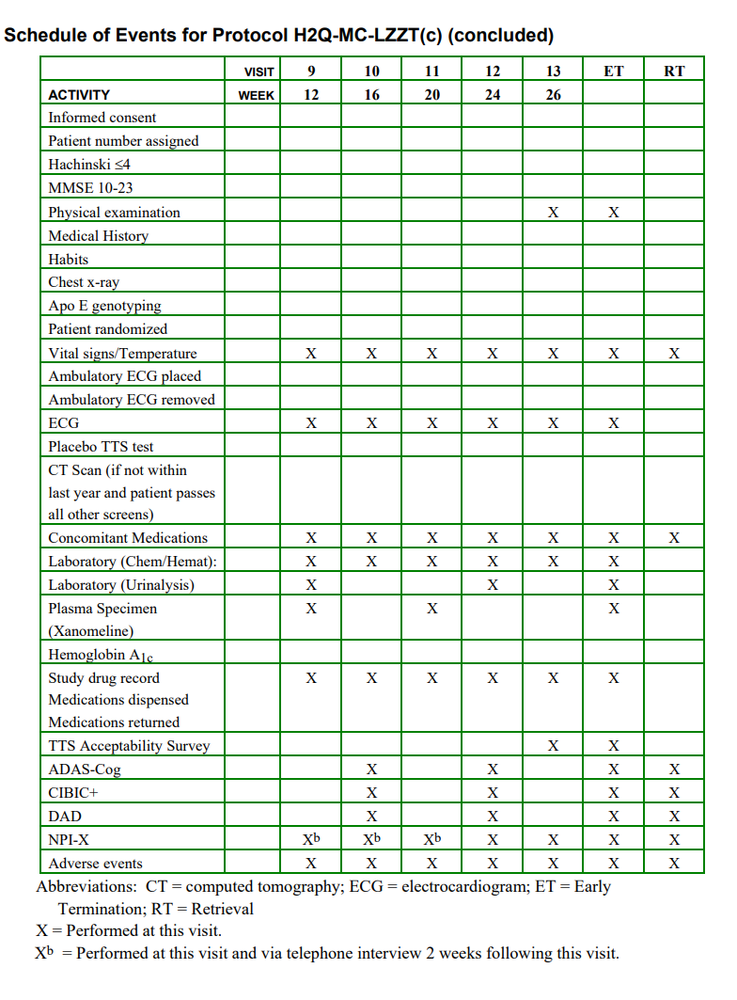 Schedule of Events for Protocol H2Q-MC-LZZT(c) (concluded)
VISIT 9 10 11 12 13 ET RT
ACTIVITY WEEK 12 16 20 24 26
Informed consent
Patient number assigned
Hachinski ≤4
MMSE 10-23
Physical examination X X
Medical History
Habits
Chest x-ray
Apo E genotyping
Patient randomized
Vital signs/Temperature X X X X X X X
Ambulatory ECG placed
Ambulatory ECG removed
ECG X X X X X X
Placebo TTS test
CT Scan (if not within
last year and patient passes
all other screens)
Concomitant Medications X X X X X X X
Laboratory (Chem/Hemat): X X X X X X
Laboratory (Urinalysis) X X X
Plasma Specimen X X X
(Xanomeline)
Hemoglobin A1c
Study drug record X X X X X X
Medications dispensed
Medications returned
TTS Acceptability Survey X X
ADAS-Cog X X X X
CIBIC+ X X X X
DAD X X X X
NPI-X Xb Xb Xb X X X X
Adverse events X X X X X X X
Abbreviations: CT = computed tomography; ECG = electrocardiogram; ET = Early
Termination; RT = Retrieval
X = Performed at this visit.
Xb = Performed at this visit and via telephone interview 2 weeks following this visit.